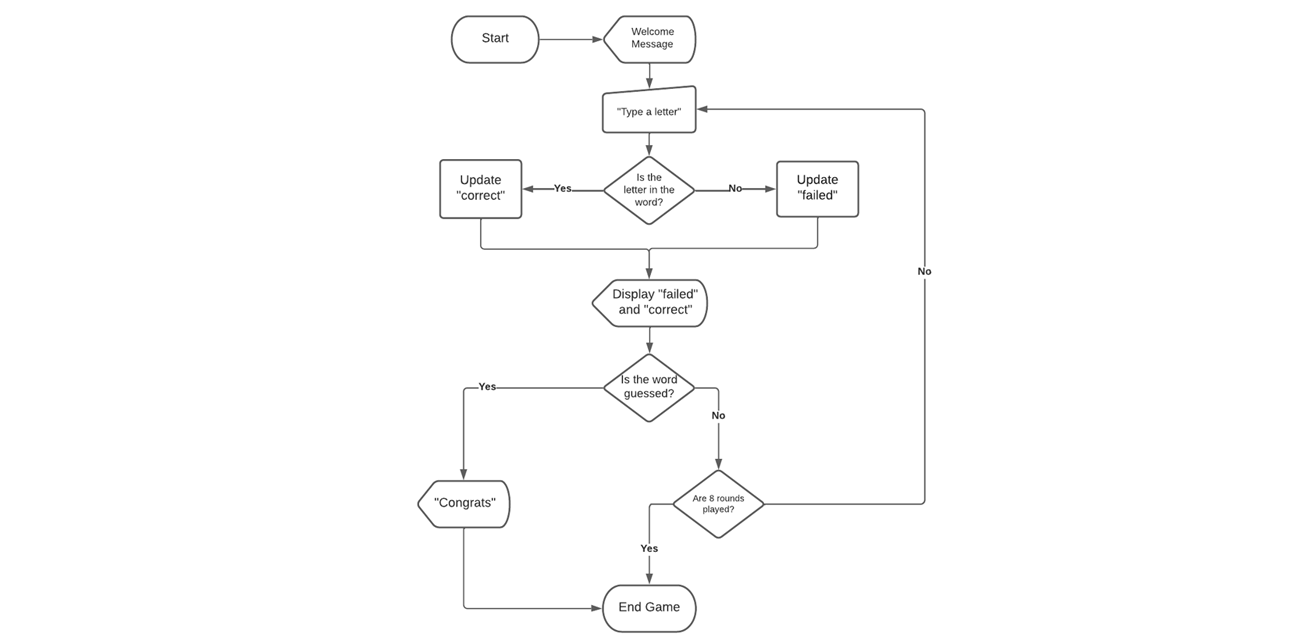 Start
Welcome
Message
"Type a letter"
Is the
letter in the
word?
Yes
No
Update
"correct"
Update
"failed"
Display "failed"
and "correct"
No
Is the word
guessed?
Yes
No
"Congrats"
Are 8 rounds
played?
Yes
End Game